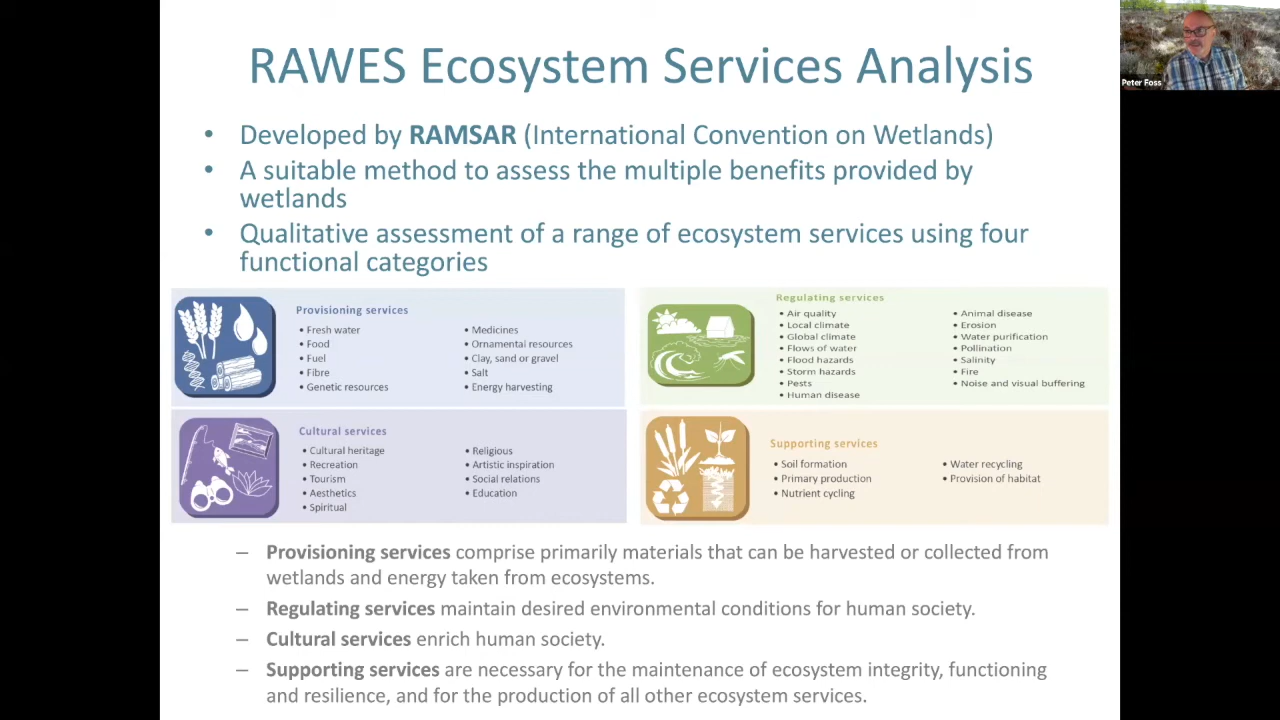 RAWES Ecosystem Services Analysis
Peter Foss
• Developed by RAMSAR (International Convention on Wetlands)
• A suitable method to assess the multiple benefits provided by
wetlands
• Qualitative assessment of a range of ecosystem services using four
functional categories
Provisioning services
• Fresh water
• Food
• Fuel
• Fibre
• Genetic resources
• Medicines
• Ornamental resources
• Clay, sand or gravel
• Salt
• Energy harvesting
Regulating services
• Air quality
• Local climate
• Global climate
• Flows of water
• Flood hazards
• Storm hazards
• Pests
• Human disease
• Animal disease
• Erosion
• Water purification
• Pollination
• Salinity
• Fire
• Noise and visual buffering
Cultural services
• Cultural heritage
• Recreation
• Tourism
• Aesthetics
• Spiritual
• Religious
• Artistic inspiration
• Social relations
• Education
Supporting services
• Soil formation
• Primary production
• Nutrient cycling
• Water recycling
• Provision of habitat
– Provisioning services comprise primarily materials that can be harvested or collected from
wetlands and energy taken from ecosystems.
– Regulating services maintain desired environmental conditions for human society.
– Cultural services enrich human society.
– Supporting services are necessary for the maintenance of ecosystem integrity, functioning
and resilience, and for the production of all other ecosystem services.